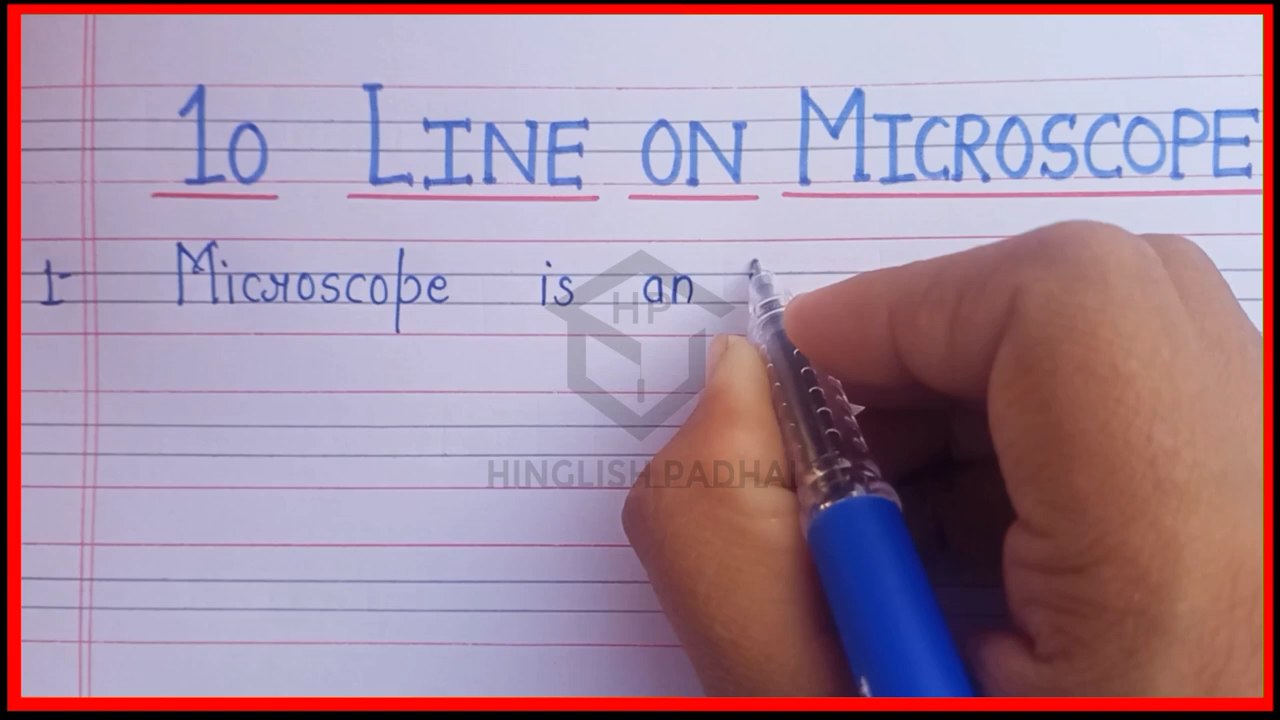 10 LINE ON MICROSCOPE
1- Microscope is an
HP
I
HINGLISH PADHAI